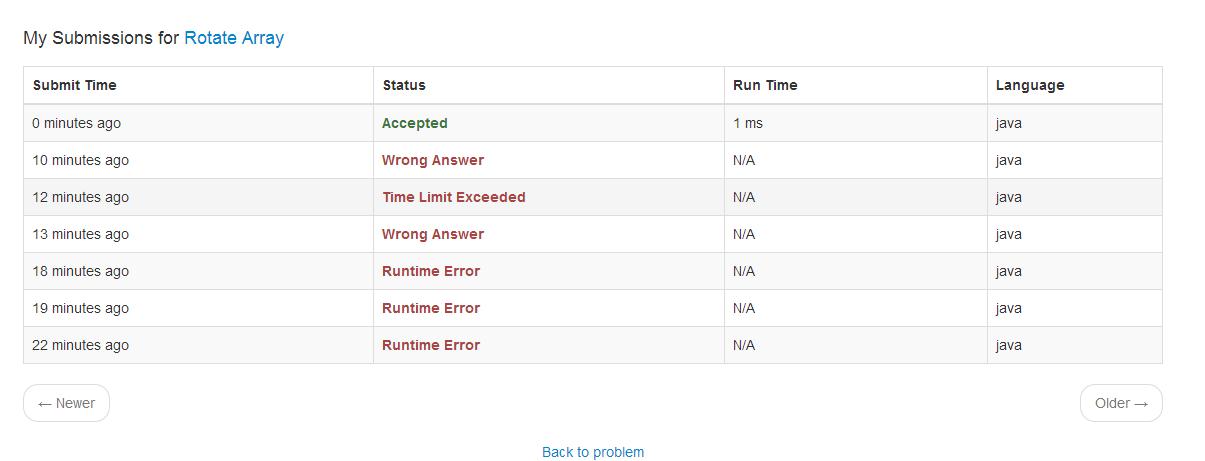 My Submissions for Rotate Array
Submit Time Status Run Time Language
0 minutes ago Accepted 1 ms java
10 minutes ago Wrong Answer N/A java
12 minutes ago Time Limit Exceeded N/A java
13 minutes ago Wrong Answer N/A java
18 minutes ago Runtime Error N/A java
19 minutes ago Runtime Error N/A java
22 minutes ago Runtime Error N/A java
← Newer Older →
Back to problem